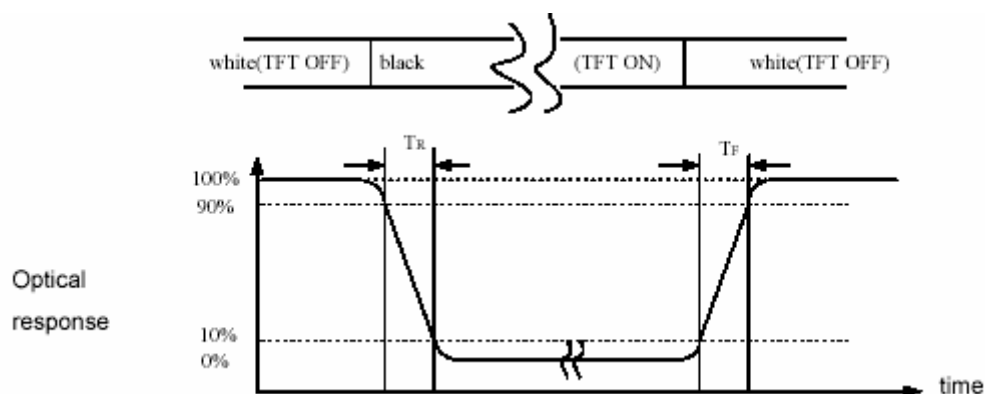 white(TFT OFF) black (TFT ON) white(TFT OFF)
TR TF
100%
90%
Optical
response
10%
0%
time